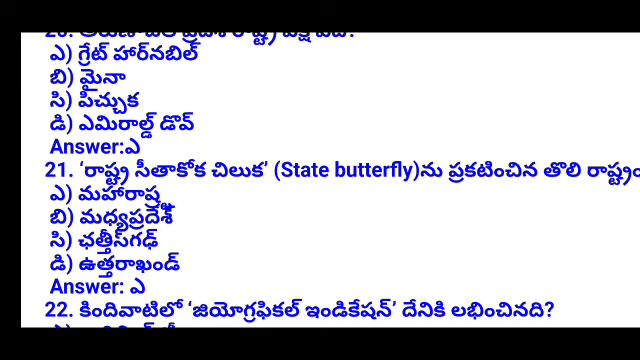 ఎ) గ్రేట్ హార్‌నబిల్
బి) మైనా
సి) పిచ్చుక
డి) ఎమిరాల్డ్ డొవ్
Answer:ఎ
21. ‘రాష్ట్ర సీతాకోక చిలుక’ (State butterfly)ను ప్రకటించిన తొలి
ఎ) మహారాష్ర్ట
బి) మధ్యప్రదేశ్
సి) ఛత్తీస్‌గఢ్
డి) ఉత్తరాఖండ్
Answer: ఎ
22. కిందివాటిలో ‘జియోగ్రఫికల్ ఇండికేషన్’ దేనికి లభించినది?